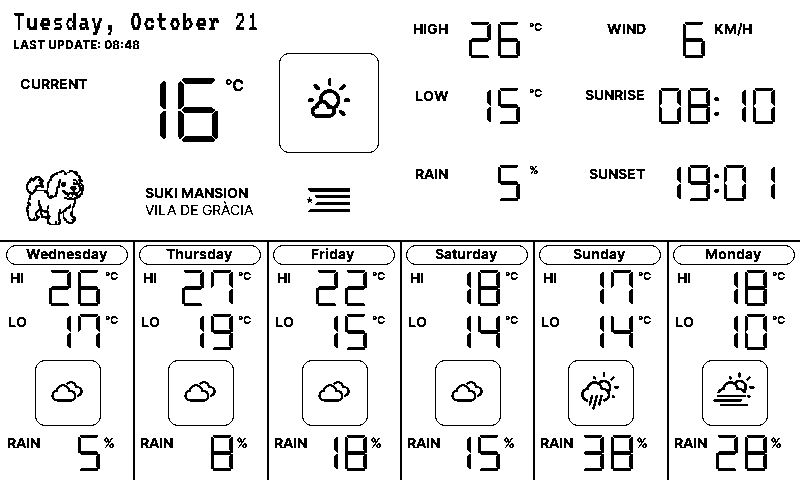 Tuesday, October 21
LAST UPDATE: 08:48
CURRENT 16 °C
HIGH 26 °C
WIND 6 KM/H
LOW 15 °C
SUNRISE 08:10
RAIN 5 %
SUNSET 19:01
SUKI MANSION
VILA DE GRÀCIA
Wednesday
HI 26 °C
LO 17 °C
RAIN 5 %
Thursday
HI 27 °C
LO 19 °C
RAIN 8 %
Friday
HI 22 °C
LO 15 °C
RAIN 18 %
Saturday
HI 18 °C
LO 14 °C
RAIN 15 %
Sunday
HI 17 °C
LO 14 °C
RAIN 38 %
Monday
HI 18 °C
LO 10 °C
RAIN 28 %